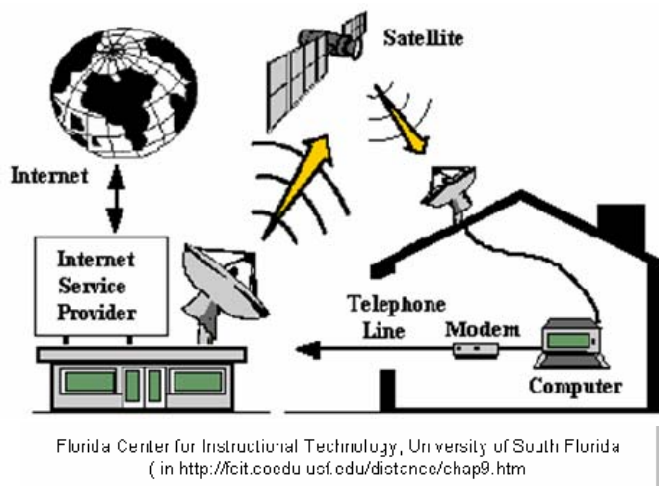 Satellite
Internet
Internet
Service
Provider
Telephone
Line
Modem
Computer
Florida Center for Instructional Technology, University of South Florida
( in http://fcit.coedu.usf.edu/distance/chap9.htm